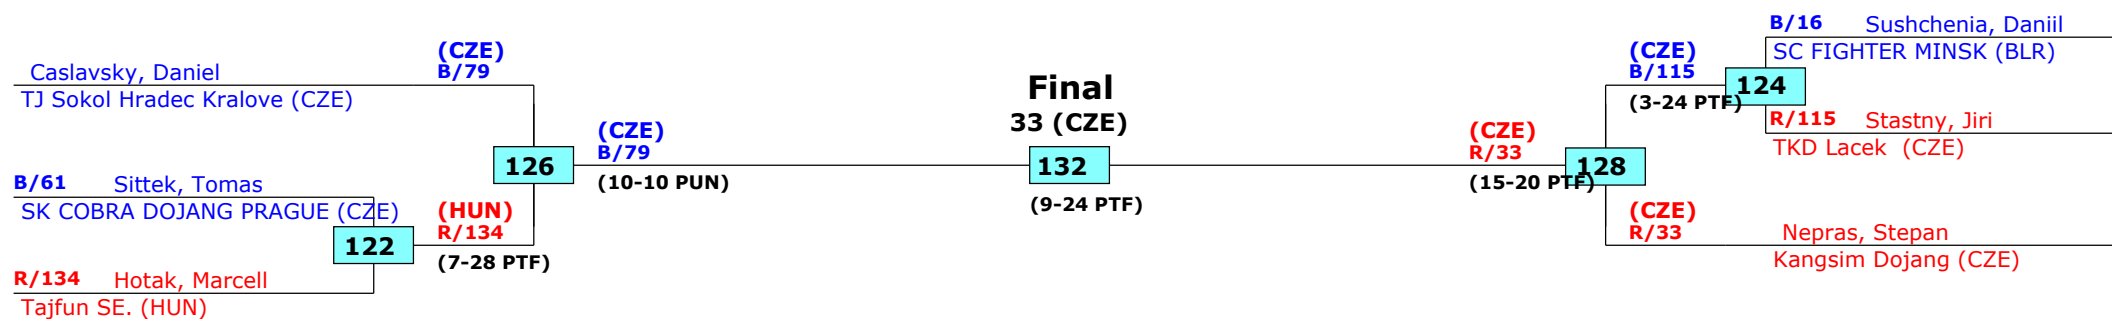 Caslavsky, Daniel
TJ Sokol Hradec Kralove (CZE)
(CZE)
B/79
B/61 Sittek, Tomas
SK COBRA DOJANG PRAGUE (CZE)
122
R/134 Hotak, Marcell
Tajfun SE. (HUN)
(HUN)
R/134
(7-28 PTF)
126
(CZE)
B/79
(10-10 PUN)
Final
33 (CZE)
132
(9-24 PTF)
(CZE)
R/33
(15-20 PTF)
128
(CZE)
B/115
(3-24 PTF)
124
B/16 Sushchenia, Daniil
SC FIGHTER MINSK (BLR)
R/115 Stastny, Jiri
TKD Lacek (CZE)
(CZE)
R/33
Nepras, Stepan
Kangsim Dojang (CZE)